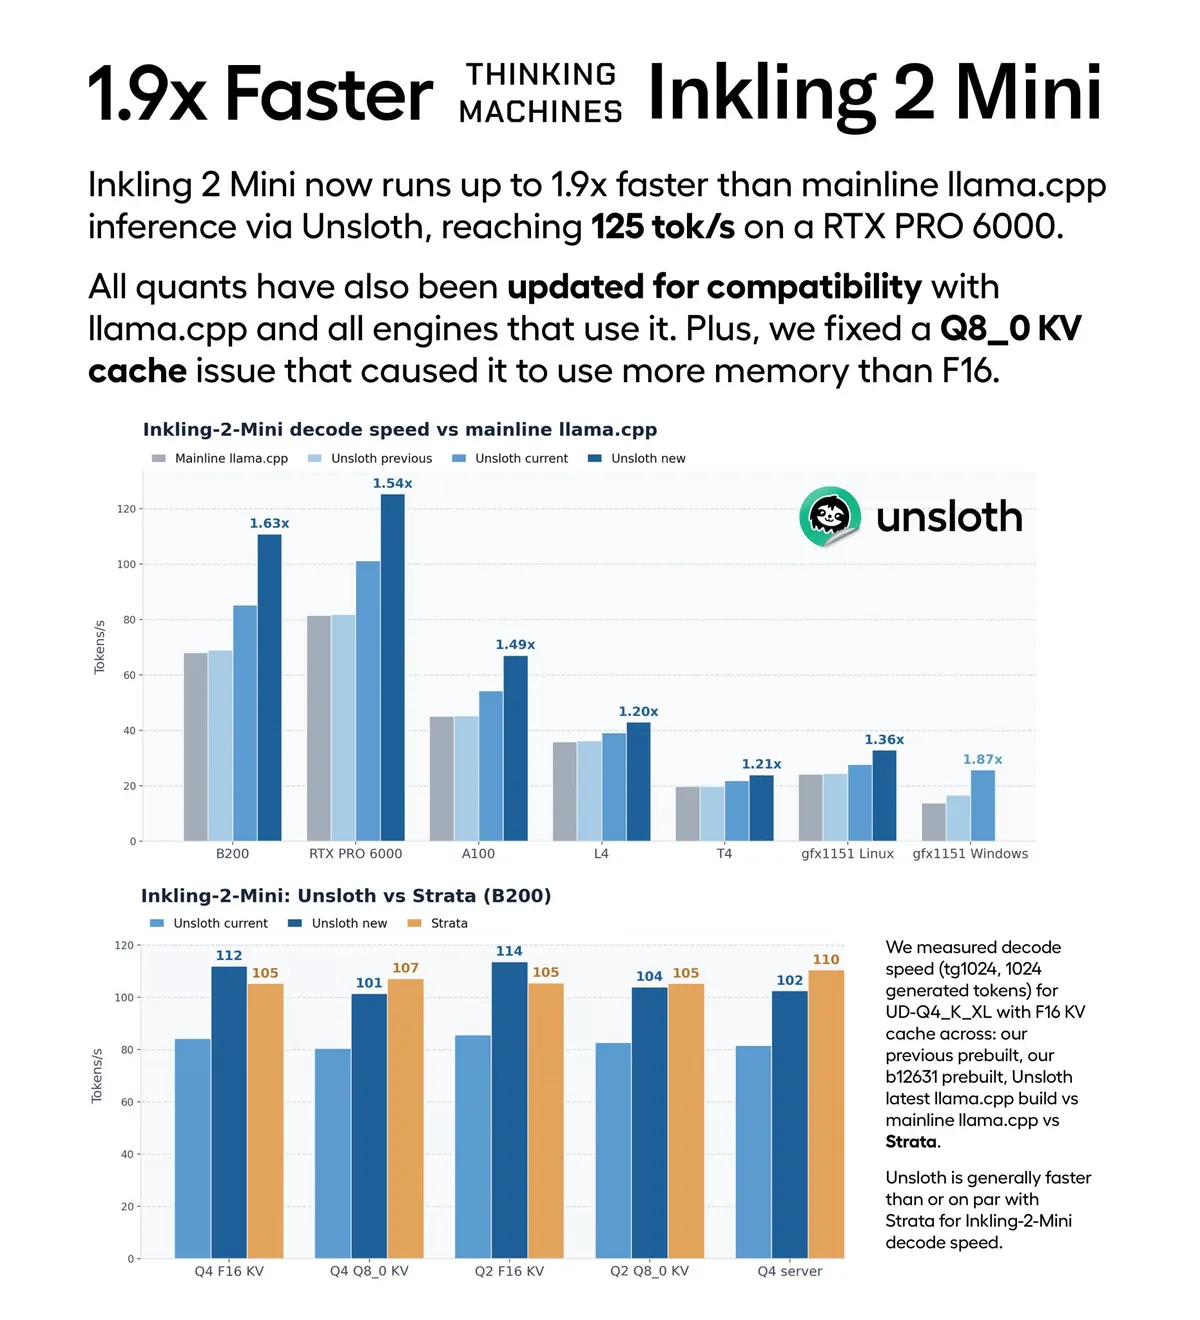 1.9x Faster THINKING MACHINES Inkling 2 Mini
Inkling 2 Mini now runs up to 1.9x faster than mainline llama.cpp
inference via Unsloth, reaching 125 tok/s on a RTX PRO 6000.
All quants have also been updated for compatibility with
llama.cpp and all engines that use it. Plus, we fixed a Q8_0 KV
cache issue that caused it to use more memory than F16.
Inkling-2-Mini decode speed vs mainline llama.cpp
Mainline llama.cpp Unsloth previous Unsloth current Unsloth new
unsloth
Tokens/s
120
100
80
60
40
20
0
1.63x
1.54x
1.49x
1.20x
1.21x
1.36x
1.87x
B200 RTX PRO 6000 A100 L4 T4 gfx1151 Linux gfx1151 Windows
Inkling-2-Mini: Unsloth vs Strata (B200)
Unsloth current Unsloth new Strata
Tokens/s
120
100
80
60
40
20
0
112 105
101 107
114 105
104 105
102 110
Q4 F16 KV Q4 Q8_0 KV Q2 F16 KV Q2 Q8_0 KV Q4 server
We measured decode
speed (tg1024, 1024
generated tokens) for
UD-Q4_K_XL with F16 KV
cache across: our
previous prebuilt, our
b12631 prebuilt, Unsloth
latest llama.cpp build vs
mainline llama.cpp vs
Strata.
Unsloth is generally faster
than or on par with
Strata for Inkling-2-Mini
decode speed.